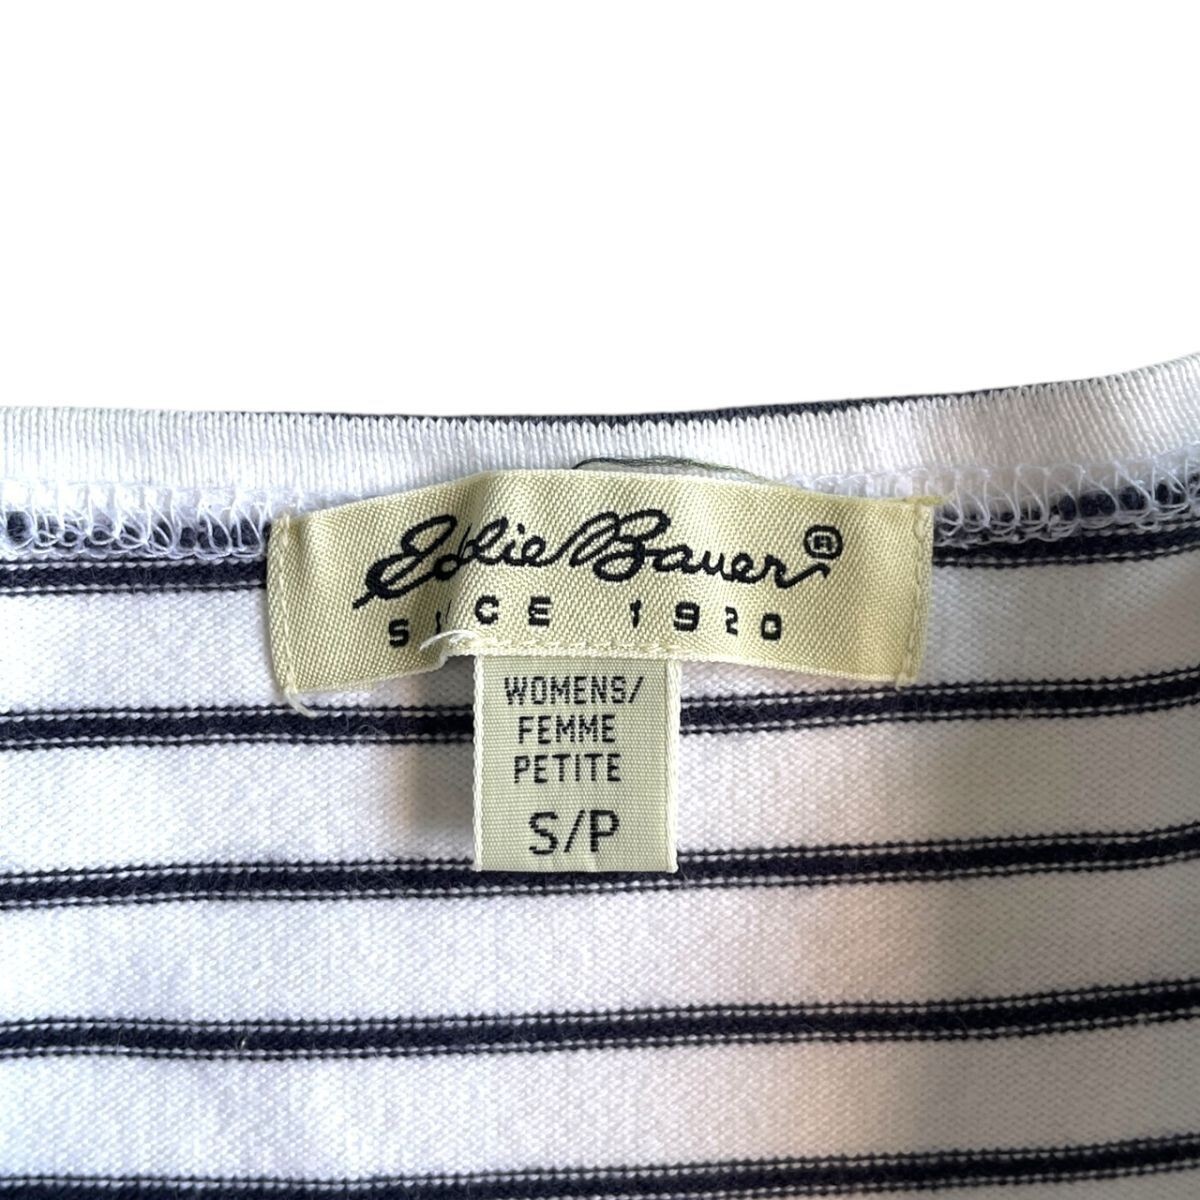 Eddie Bauer ®
SINCE 1920
WOMENS/
FEMME
PETITE
S/P